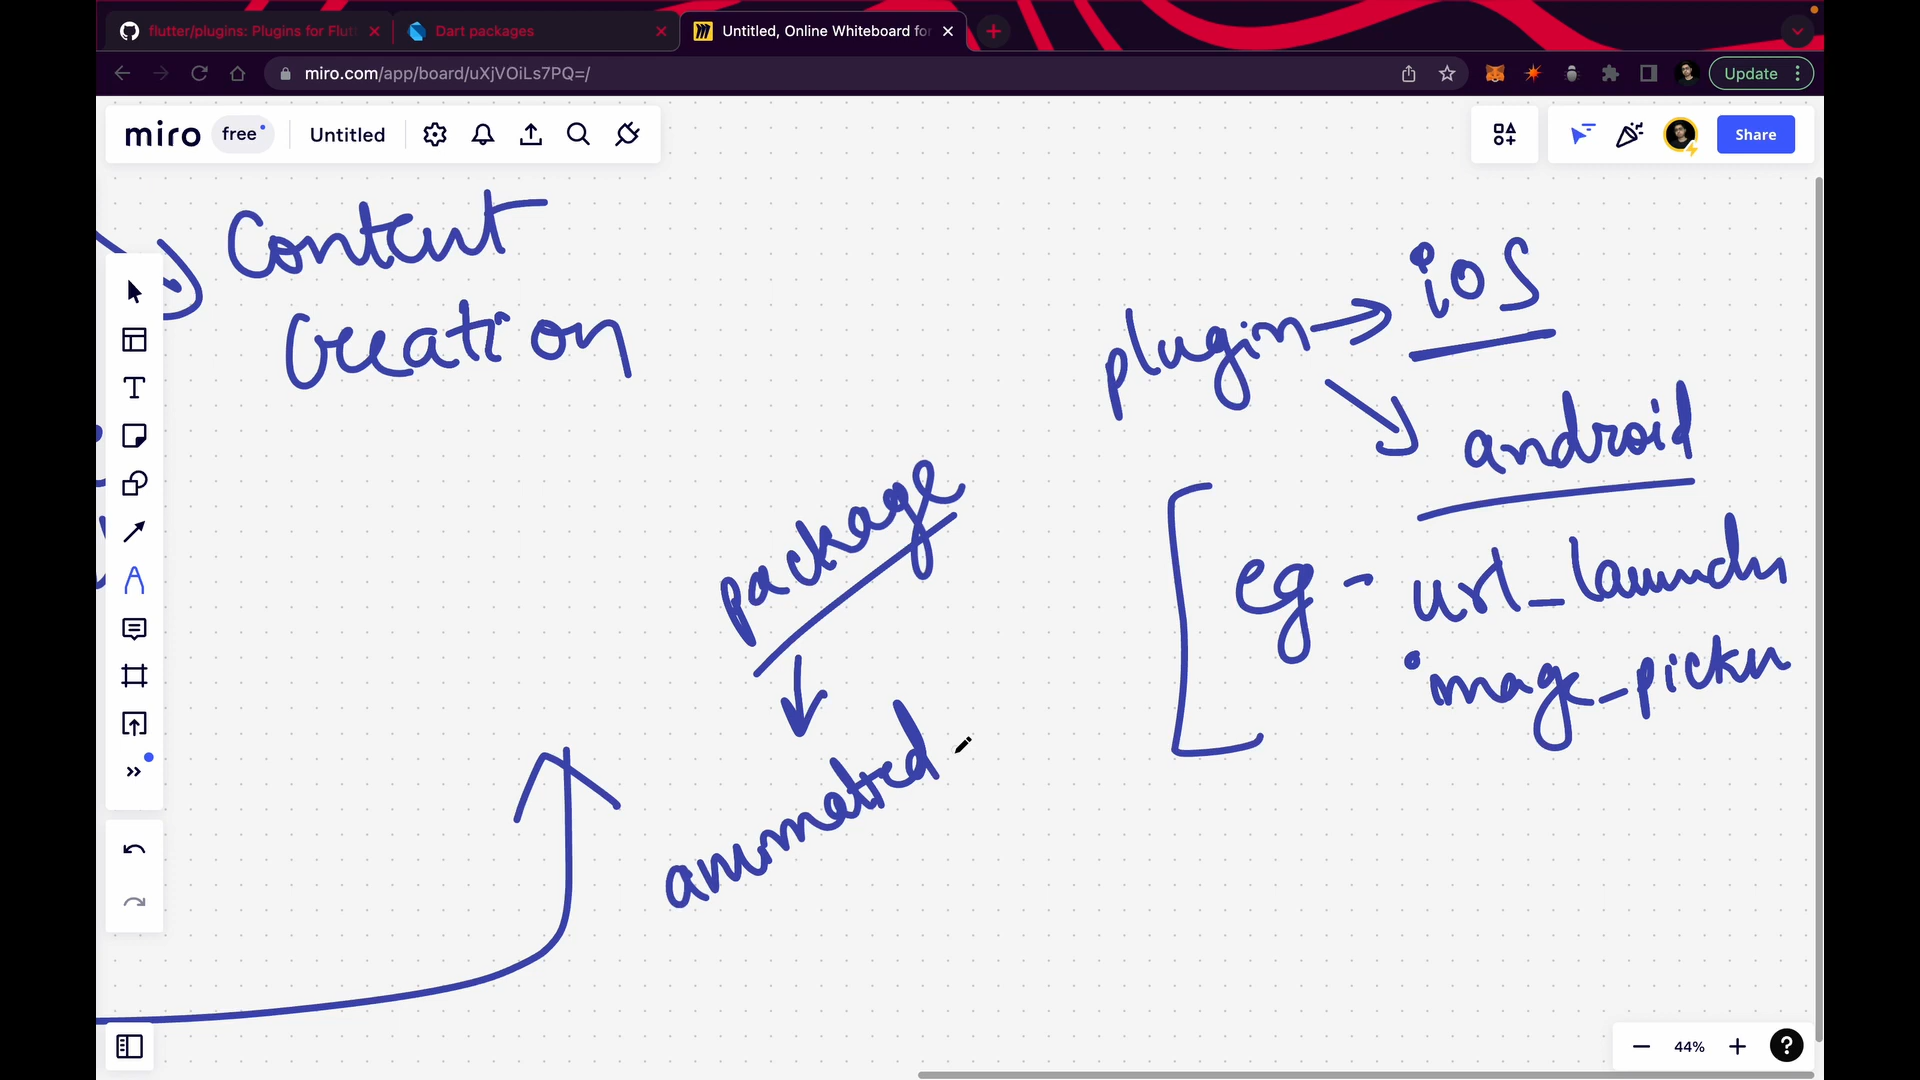 flutter/plugins: Plugins for Flutt
Dart packages
Untitled, Online Whiteboard for
miro.com/app/board/uXjVOiLs7PQ=/
Update
miro
free
Untitled
Share
Content
Creation
plugin
iOS
android
package
eg - url_launcher
image_picker
animatted
44%